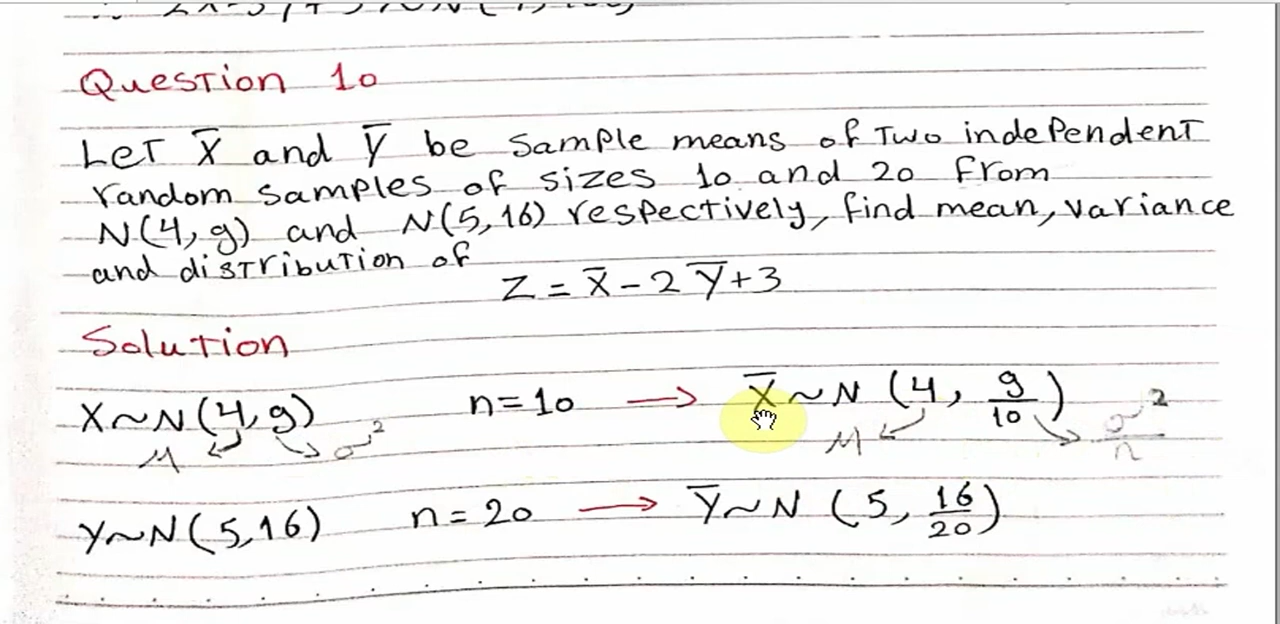 Question 10
Let X̅ and Y̅ be sample means of two independent
random samples of sizes 10 and 20 from
N(4,9) and N(5,16) respectively, find mean, variance
and distribution of
Z = X̅ - 2 Y̅ + 3
Solution
X~N(4,9) n=10 → X̅ ~ N (4, 9/10)
μ σ² μ σ²/n
Y~N(5,16) n=20 → Y̅ ~ N (5, 16/20)